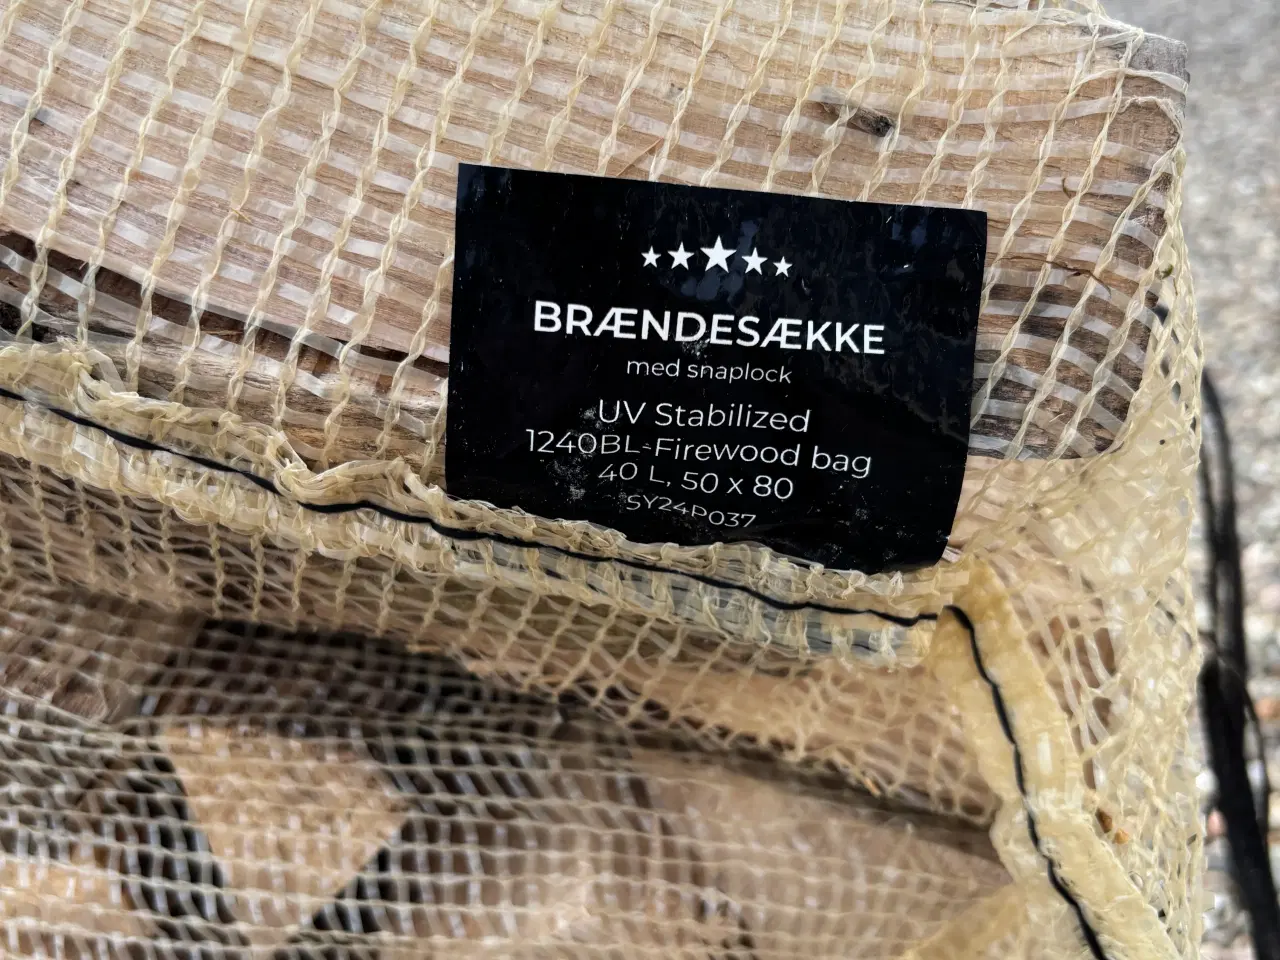 BRÆNDESÆKKE
med snaplock
UV Stabilized
1240BL-Firewood bag
40 L, 50 x 80
SY24P037